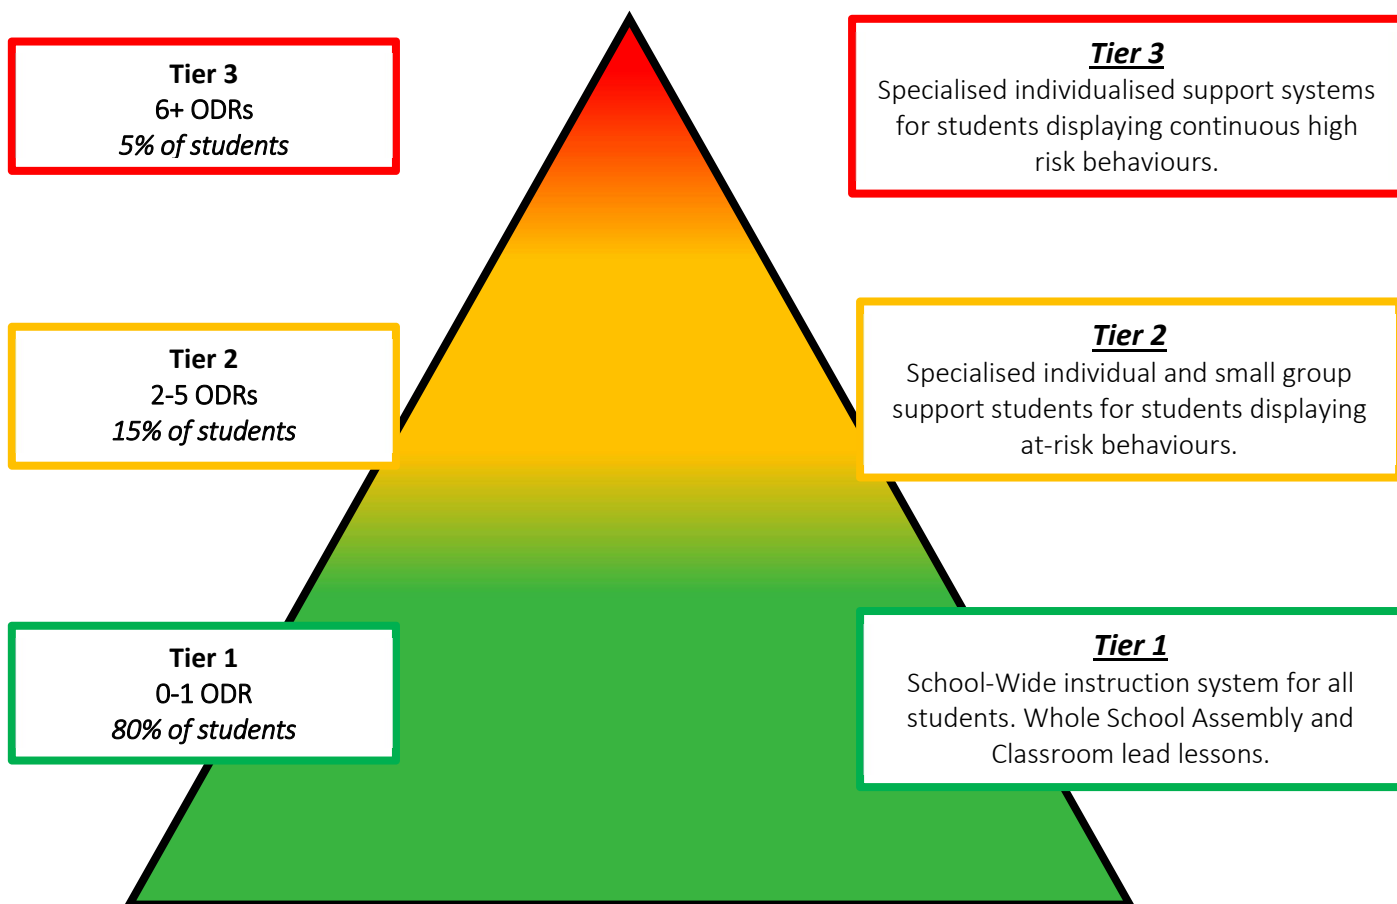 Tier 3
6+ ODRs
5% of students
Tier 3
Specialised individualised support systems
for students displaying continuous high
risk behaviours.
Tier 2
2-5 ODRs
15% of students
Tier 2
Specialised individual and small group
support students for students displaying
at-risk behaviours.
Tier 1
0-1 ODR
80% of students
Tier 1
School-Wide instruction system for all
students. Whole School Assembly and
Classroom lead lessons.